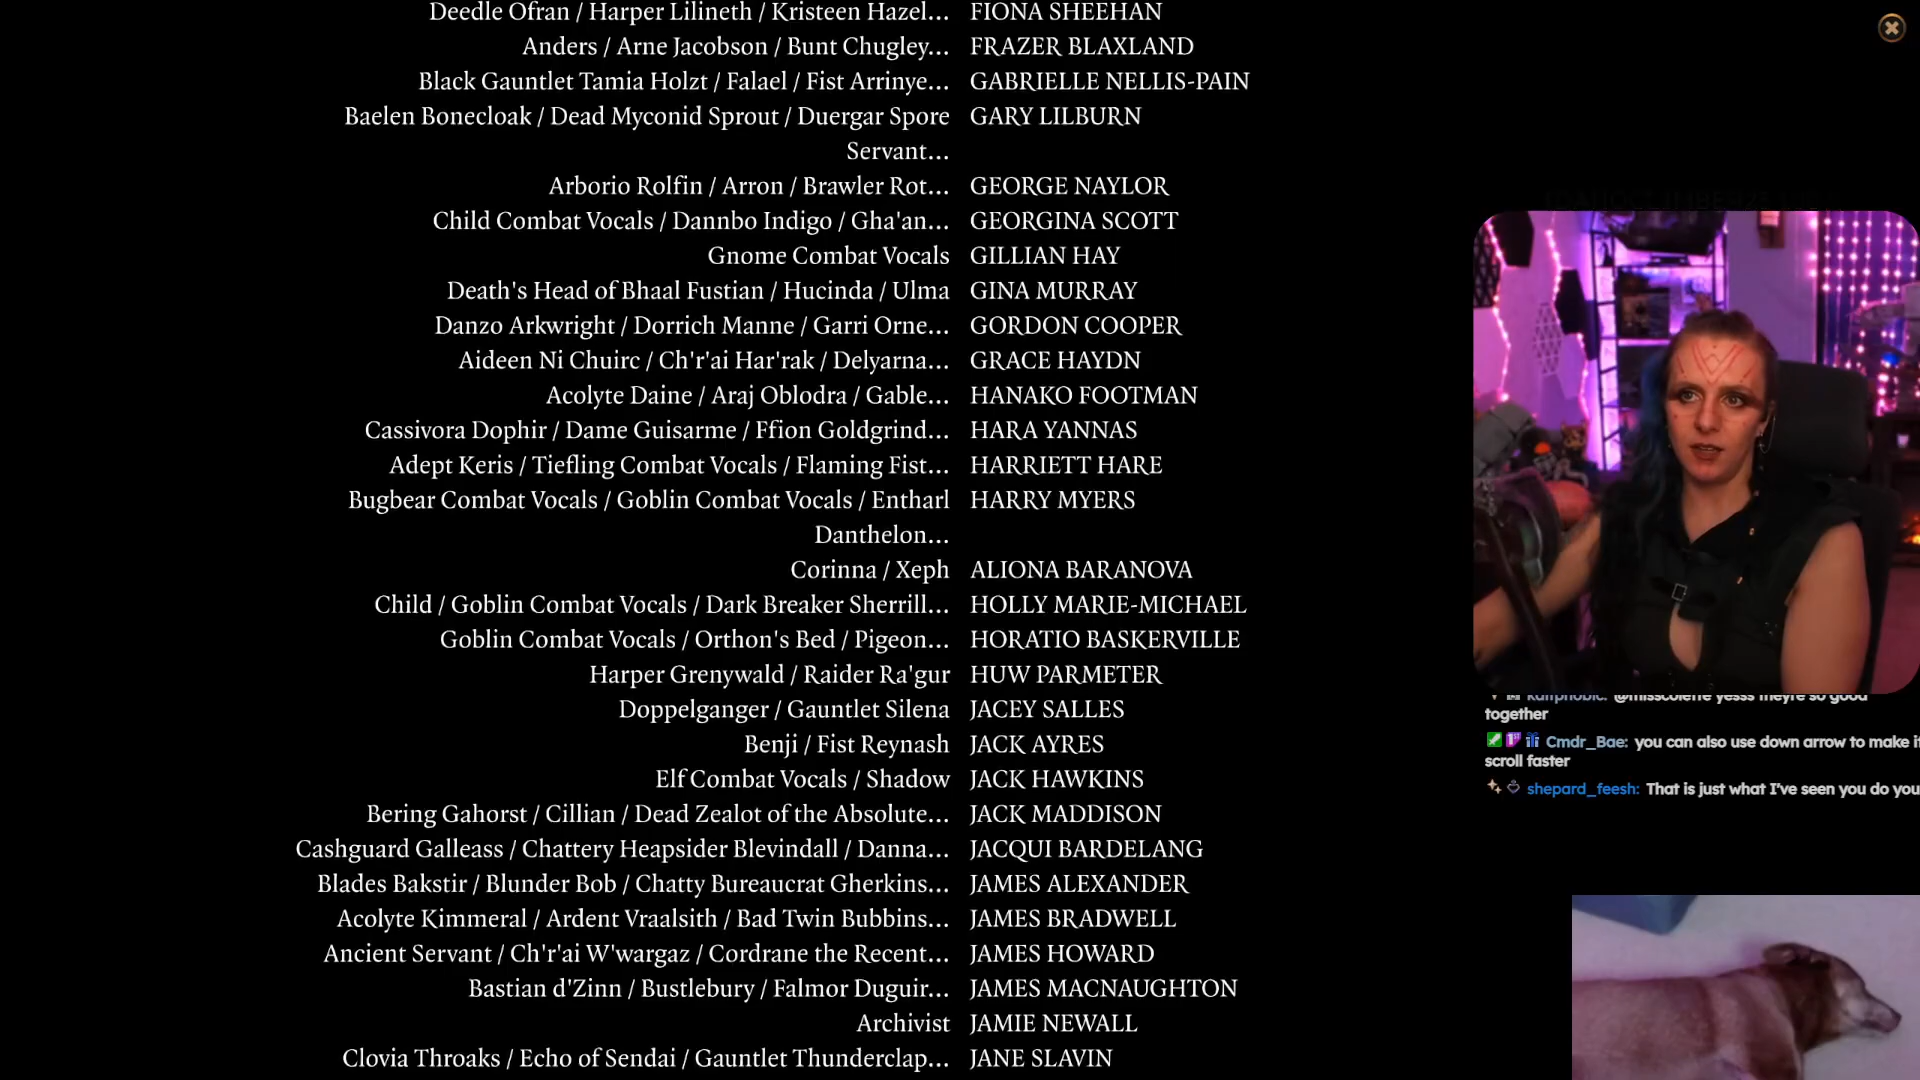 Deedle Ofran / Harper Lilineth / Kristeen Hazel... FIONA SHEEHAN
Anders / Arne Jacobson / Bunt Chugley... FRAZER BLAXLAND
Black Gauntlet Tamia Holzt / Falael / Fist Arrinye... GABRIELLE NELLIS-PAIN
Baelen Bonecloak / Dead Myconid Sprout / Duergar Spore GARY LILBURN
Servant...
Arborio Rolfin / Arron / Brawler Rot... GEORGE NAYLOR
Child Combat Vocals / Dannbo Indigo / Gha'an... GEORGINA SCOTT
Gnome Combat Vocals GILLIAN HAY
Death's Head of Bhaal Fustian / Hucinda / Ulma GINA MURRAY
Danzo Arkwright / Dorrich Manne / Garri Orne... GORDON COOPER
Aideen Ni Chuirc / Ch'r'ai Har'rak / Delyarna... GRACE HAYDN
Acolyte Daine / Araj Oblodra / Gable... HANAKO FOOTMAN
Cassivora Dophir / Dame Guisarme / Ffion Goldgrind... HARA YANNAS
Adept Keris / Tiefling Combat Vocals / Flaming Fist... HARRIETT HARE
Bugbear Combat Vocals / Goblin Combat Vocals / Entharl HARRY MYERS
Danthelon...
Corinna / Xeph ALIONA BARANOVA
Child / Goblin Combat Vocals / Dark Breaker Sherrill... HOLLY MARIE-MICHAEL
Goblin Combat Vocals / Orthon's Bed / Pigeon... HORATIO BASKERVILLE
Harper Grenywald / Raider Ra'gur HUW PARMETER
Doppelganger / Gauntlet Silena JACEY SALLES
Benji / Fist Reynash JACK AYRES
Elf Combat Vocals / Shadow JACK HAWKINS
Bering Gahorst / Cillian / Dead Zealot of the Absolute... JACK MADDISON
Cashguard Galleass / Chattery Heapsider Blevindall / Danna... JACQUI BARDELANG
Blades Bakstir / Blunder Bob / Chatty Bureaucrat Gherkins... JAMES ALEXANDER
Acolyte Kimmeral / Ardent Vraalsith / Bad Twin Bubbins... JAMES BRADWELL
Ancient Servant / Ch'r'ai W'wargaz / Cordrane the Recent... JAMES HOWARD
Bastian d'Zinn / Bustlebury / Falmor Duguir... JAMES MACNAUGHTON
Archivist JAMIE NEWALL
Clovia Throaks / Echo of Sendai / Gauntlet Thunderclap... JANE SLAVIN
yesss theyre so good
together
Cmdr_Bae: you can also use down arrow to make it
scroll faster
shepard_feesh: That is just what I've seen you do you